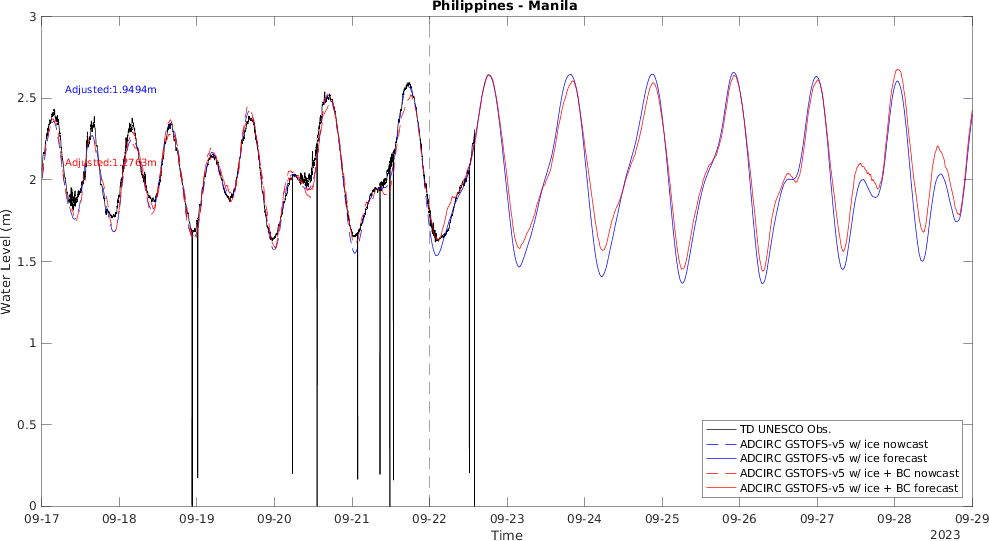 Philippines - Manila
3
2.5
2
1.5
1
0.5
0
Water Level (m)
Adjusted:1.9494m
Adjusted:1.2763m
TD UNESCO Obs.
ADCIRC GSTOFS-v5 w/ ice nowcast
ADCIRC GSTOFS-v5 w/ ice forecast
ADCIRC GSTOFS-v5 w/ ice + BC nowcast
ADCIRC GSTOFS-v5 w/ ice + BC forecast
09-17 09-18 09-19 09-20 09-21 09-22 09-23 09-24 09-25 09-26 09-27 09-28 09-29
Time
2023